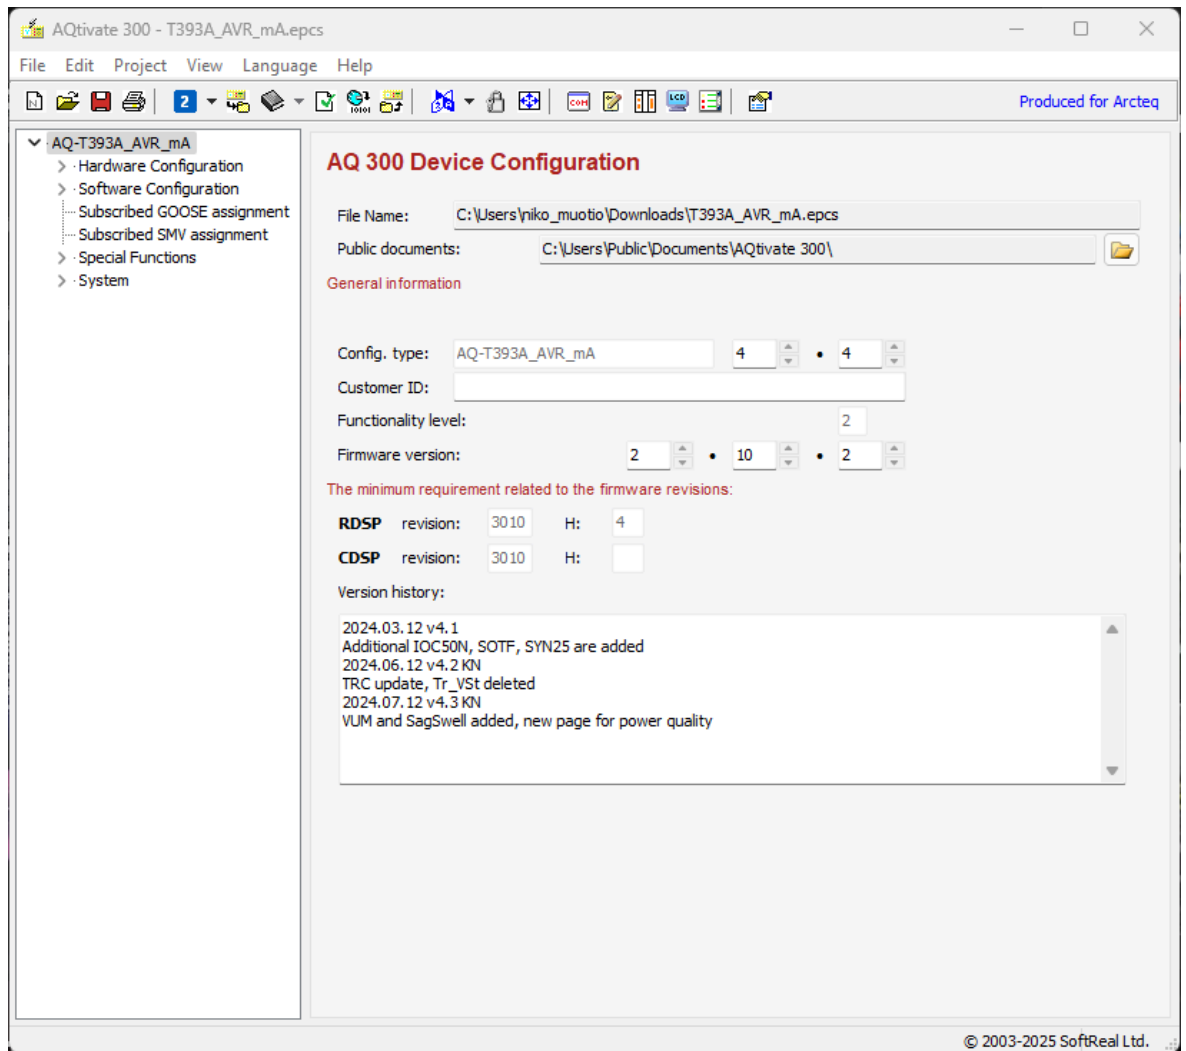 AQtivate 300 - T393A_AVR_mA.epcs
File Edit Project View Language Help
N 2 10101 COM LCD Produced for Arcteq
AQ-T393A_AVR_mA
Hardware Configuration
Software Configuration
Subscribed GOOSE assignment
Subscribed SMV assignment
Special Functions
System
AQ 300 Device Configuration
File Name: C:\Users\niko_muotio\Downloads\T393A_AVR_mA.epcs
Public documents: C:\Users\Public\Documents\AQtivate 300\
General information
Config. type: AQ-T393A_AVR_mA 4 • 4
Customer ID:
Functionality level: 2
Firmware version: 2 • 10 • 2
The minimum requirement related to the firmware revisions:
RDSP revision: 3010 H: 4
CDSP revision: 3010 H:
Version history:
2024.03.12 v4.1
Additional IOC50N, SOTF, SYN25 are added
2024.06.12 v4.2 KN
TRC update, Tr_VSt deleted
2024.07.12 v4.3 KN
VUM and SagSwell added, new page for power quality
© 2003-2025 SoftReal Ltd.